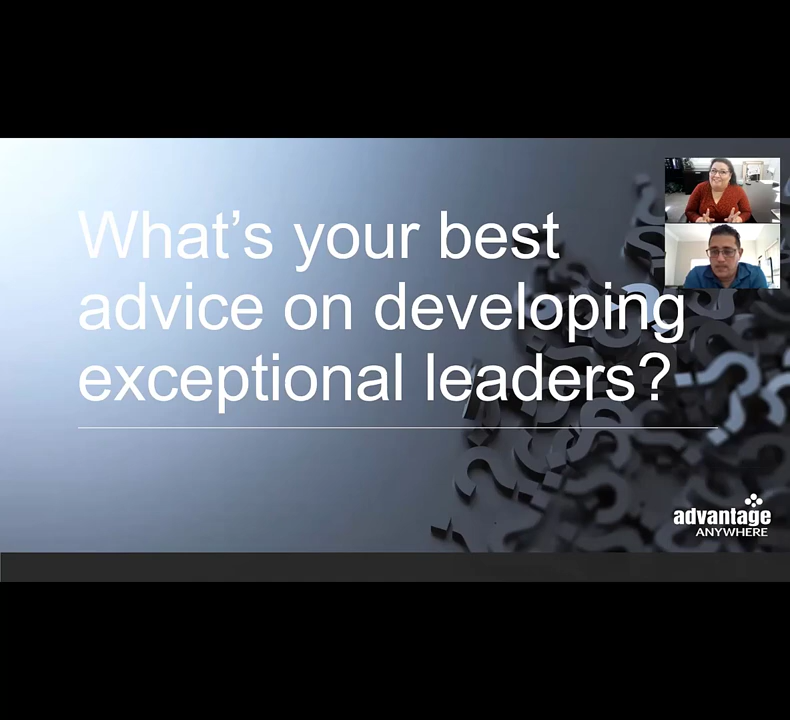 What’s your best
advice on developing
exceptional leaders?
advantage
ANYWHERE